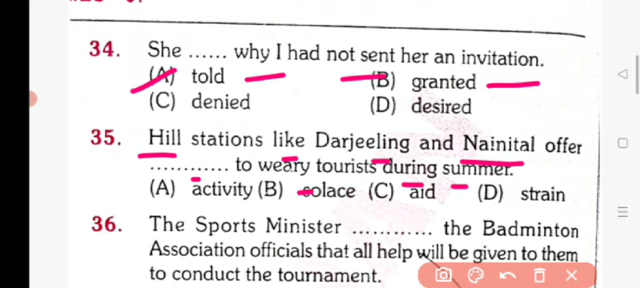 34. She ...... why I had not sent her an invitation.
(A) told (B) granted
(C) denied (D) desired
35. Hill stations like Darjeeling and Nainital offer
............ to weary tourists during summer.
(A) activity (B) solace (C) aid (D) strain
36. The Sports Minister ............ the Badminton
Association officials that all help will be given to them
to conduct the tournament.